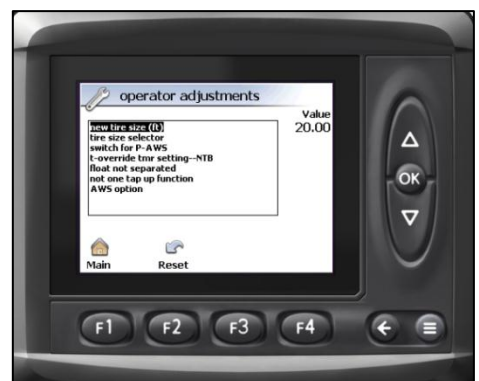 operator adjustments
Value
20.00
new tire size (ft)
tire size selector
switch for P-AWS
t-override tmr setting--NTB
float not separated
not one tap up function
AWS option
Main
Reset
OK
F1
F2
F3
F4